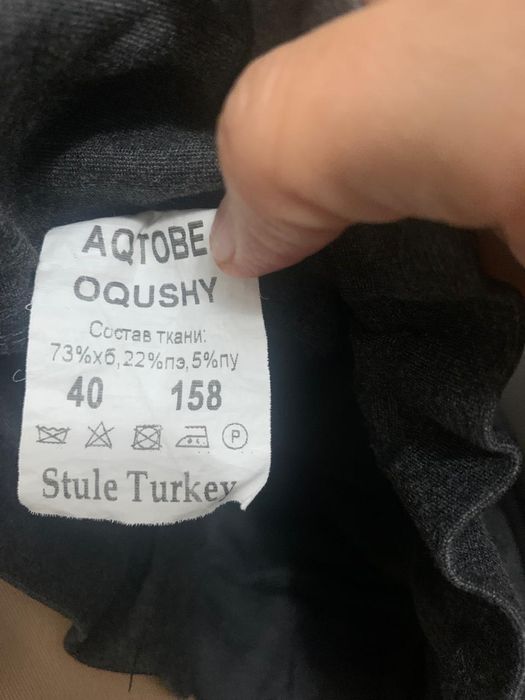 AQTOBE
OQUSHY
Состав ткани:
73%хб,22%пэ,5%пу
40 158
P
Stule Turkey